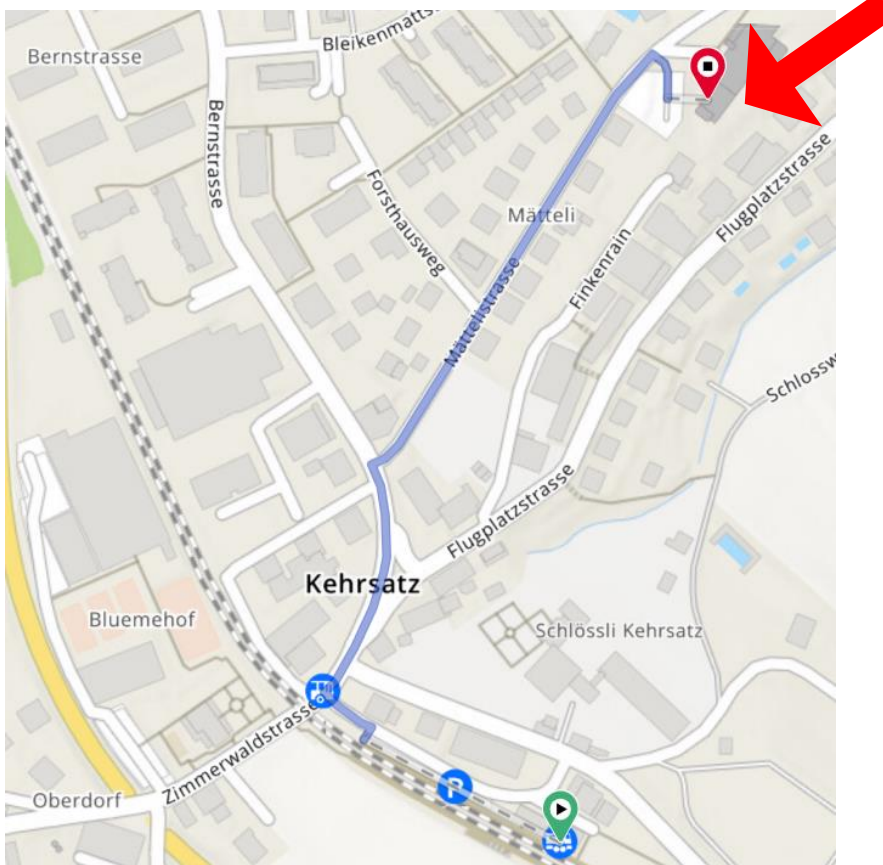 Bleikenmatts
Bernstrasse
Bernstrasse
Forsthausweg
Mätteli
Flugplatzstrasse
Finkenrain
Mättelistrasse
Schlossw
Flugplatzstrasse
Kehrsatz
Bluemehof
Schlössli Kehrsatz
Zimmerwaldstrasse
P
Oberdorf